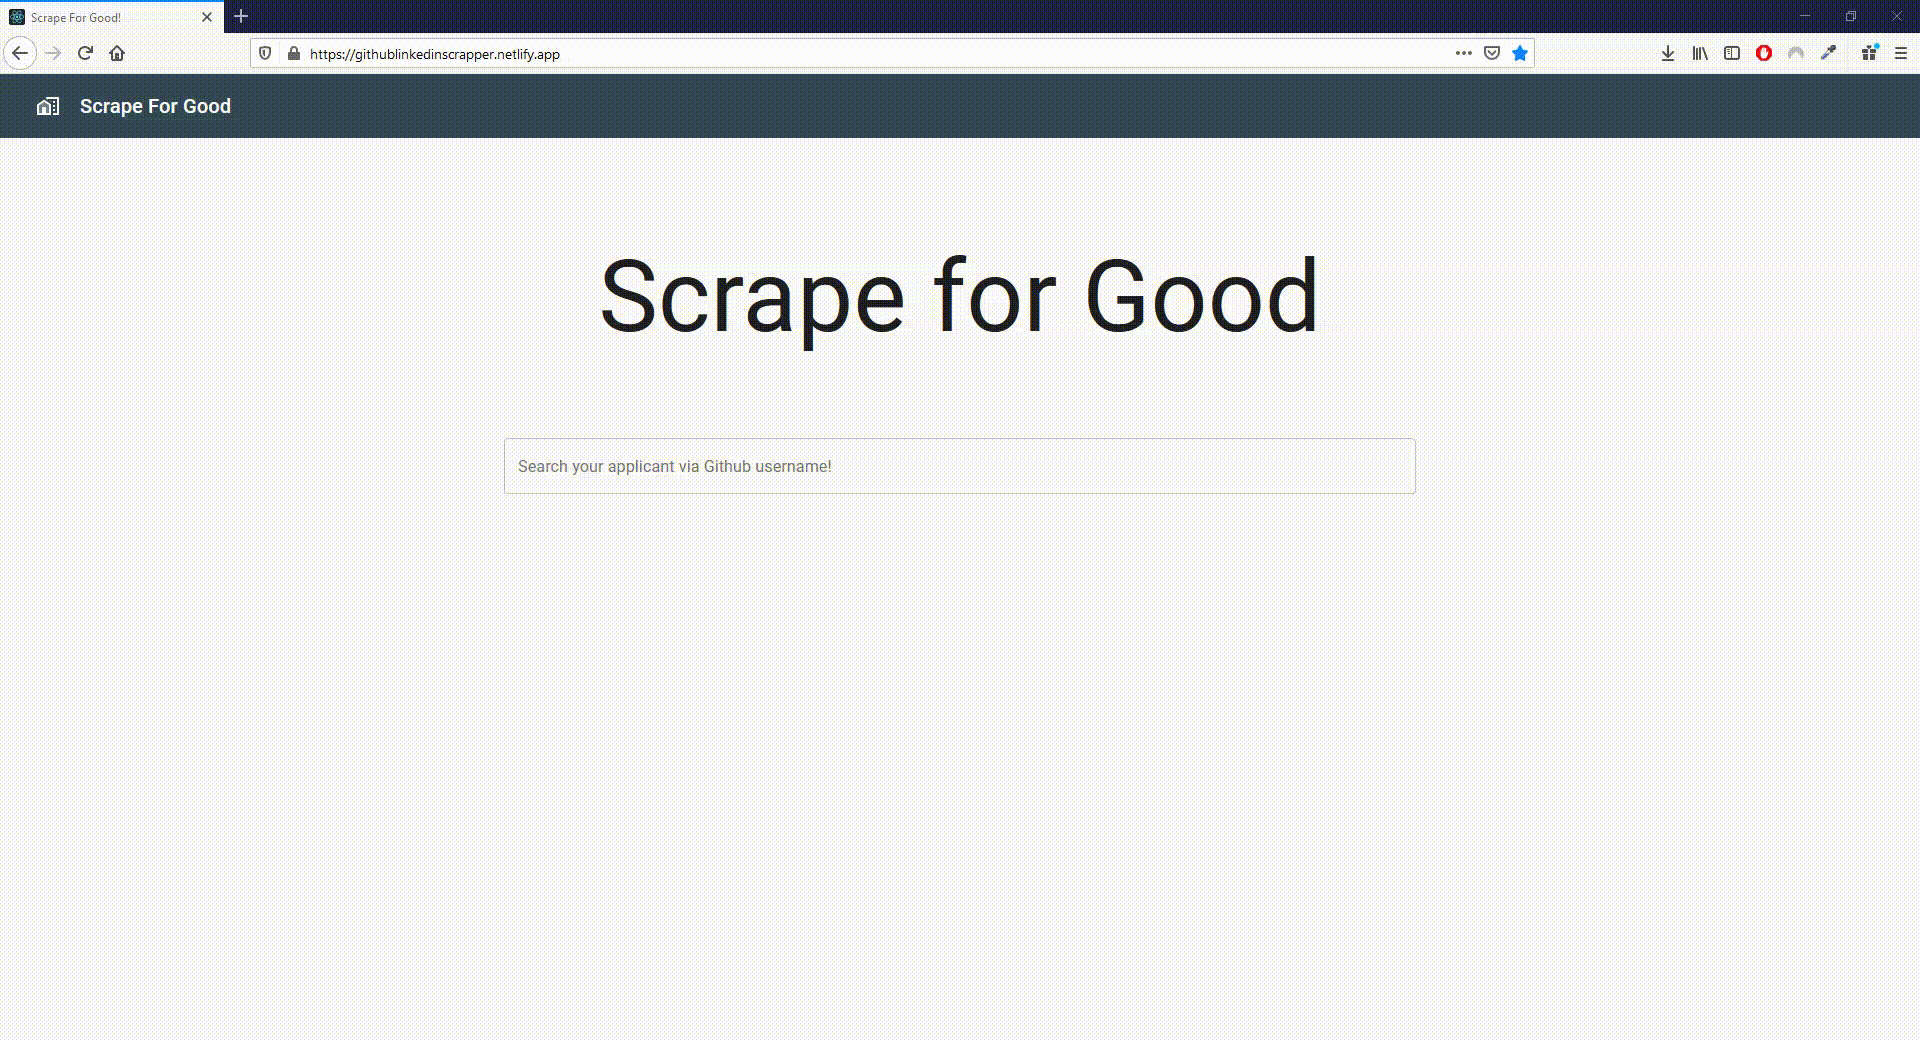 Scrape For Good!
https://githublinkedinscrapper.netlify.app
Scrape For Good
Scrape for Good
Search your applicant via Github username!